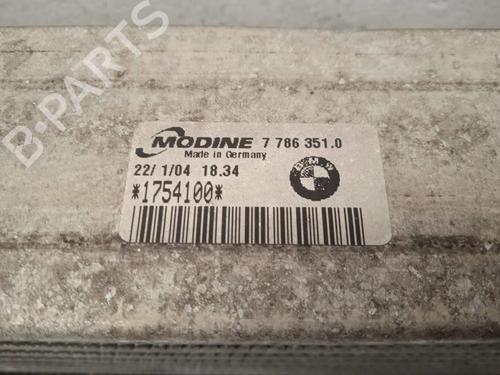 B-PARTS
MODINE 7 786 351.0
Made in Germany
22/ 1/04 18.34
BMW
*1754100*